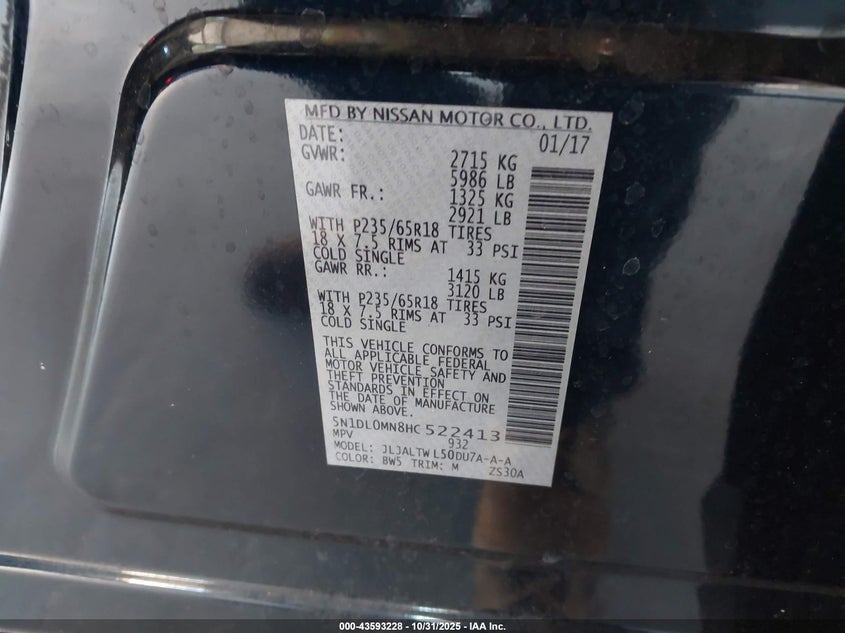 MFD BY NISSAN MOTOR CO., LTD.
DATE: 01/17
GVWR: 2715 KG
5986 LB
GAWR FR.: 1325 KG
2921 LB
WITH P235/65R18 TIRES
18 X 7.5 RIMS AT 33 PSI
COLD SINGLE
GAWR RR.: 1415 KG
3120 LB
WITH P235/65R18 TIRES
18 X 7.5 RIMS AT 33 PSI
COLD SINGLE
THIS VEHICLE CONFORMS TO
ALL APPLICABLE FEDERAL
MOTOR VEHICLE SAFETY AND
THEFT PREVENTION
STANDARDS IN EFFECT ON
THE DATE OF MANUFACTURE
SHOWN ABOVE.
5N1DL0MN8HC522413
MPV 932
MODEL: JL3ALTWL50DU7A-A-A
COLOR: BW5 TRIM: M ZS30A
000-43593228 - 10/31/2025 - IAA Inc.